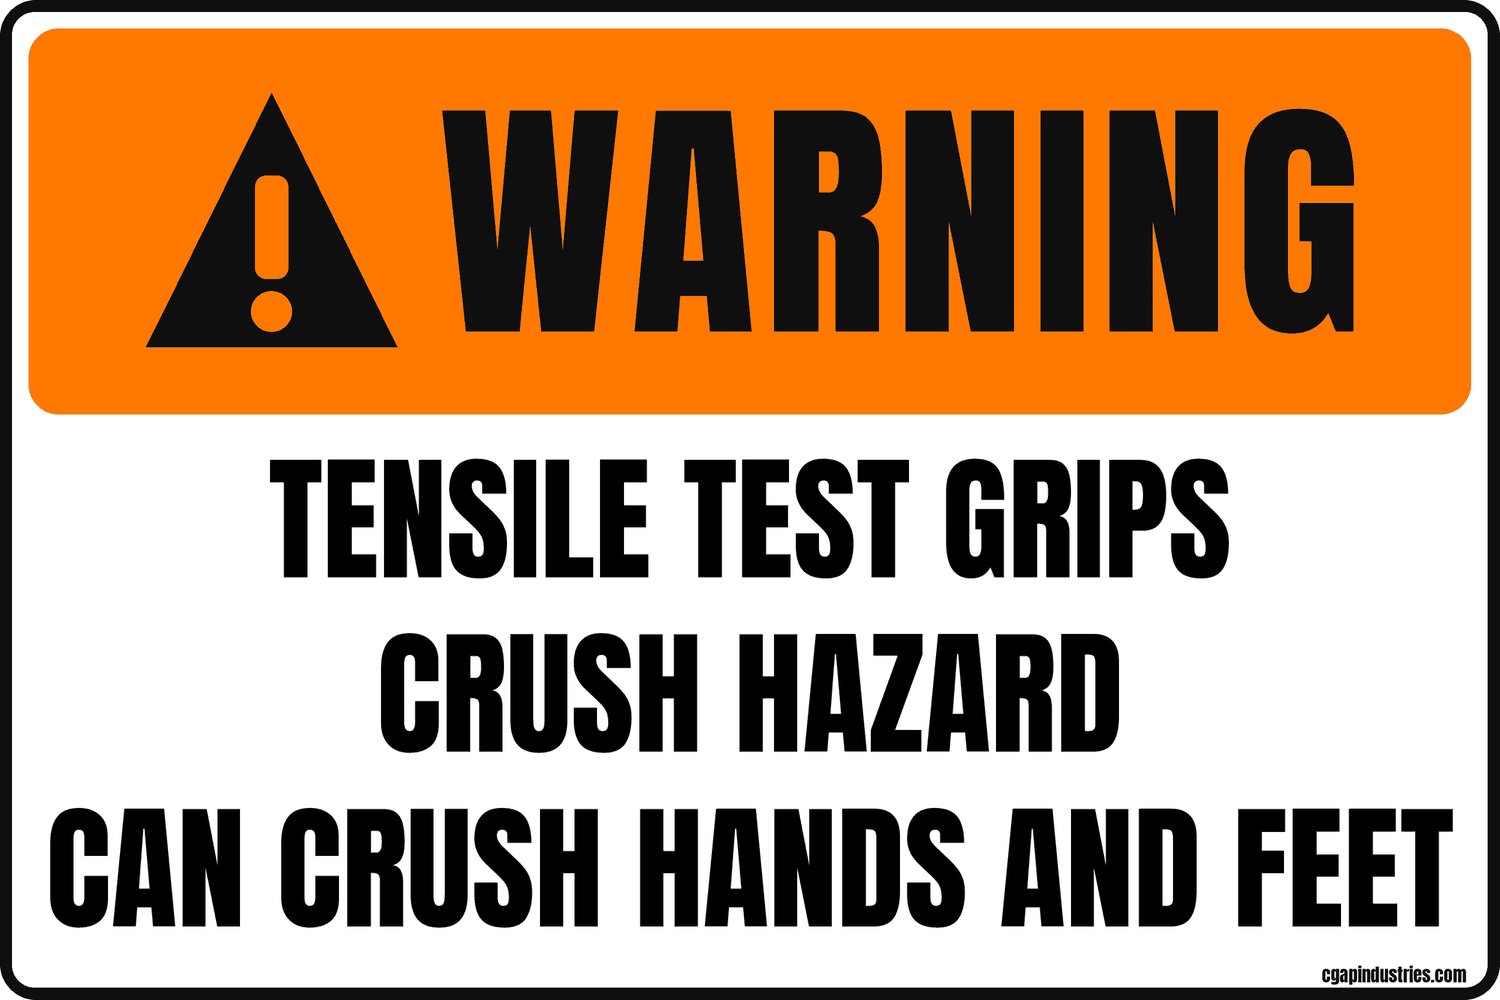 WARNING
TENSILE TEST GRIPS
CRUSH HAZARD
CAN CRUSH HANDS AND FEET
cgapindustries.com